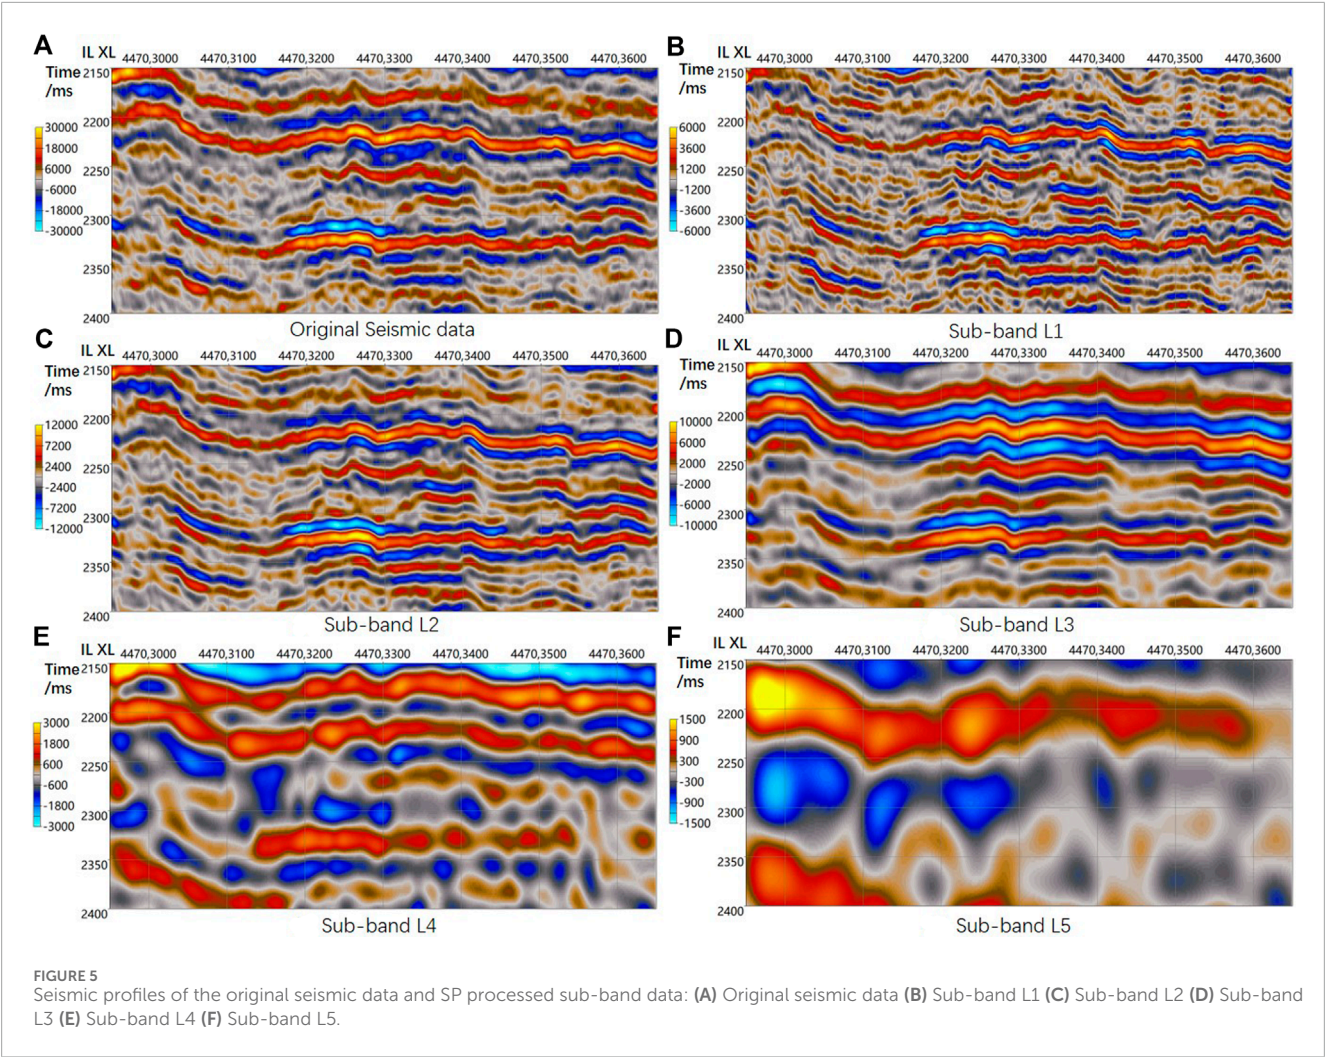 A
IL XL
4470,3000 4470,3110 4470,3200 4470,3300 4470,3400 4470,3500 4470,3600
Time
/ms
2150
2200
2250
2300
2350
2400
30000
18000
6000
-6000
-18000
-30000
Original Seismic data
B
IL XL
4470,3000 4470,3110 4470,3200 4470,3300 4470,3400 4470,3500 4470,3600
Time
/ms
2150
2200
2250
2300
2350
2400
6000
3600
1200
-1200
-3600
-6000
Sub-band L1
C
IL XL
4470,3000 4470,3110 4470,3200 4470,3300 4470,3400 4470,3500 4470,3600
Time
/ms
2150
2200
2250
2300
2350
2400
12000
7200
2400
-2400
-7200
-12000
Sub-band L2
D
IL XL
4470,3000 4470,3110 4470,3200 4470,3300 4470,3400 4470,3500 4470,3600
Time
/ms
2150
2200
2250
2300
2350
2400
10000
6000
2000
-2000
-6000
-10000
Sub-band L3
E
IL XL
4470,3000 4470,3110 4470,3200 4470,3300 4470,3400 4470,3500 4470,3600
Time
/ms
2150
2200
2250
2300
2350
2400
3000
1800
600
-600
-1800
-3000
Sub-band L4
F
IL XL
4470,3000 4470,3110 4470,3200 4470,3300 4470,3400 4470,3500 4470,3600
Time
/ms
2150
2200
2250
2300
2350
2400
1500
900
300
-300
-900
-1500
Sub-band L5
FIGURE 5
Seismic profiles of the original seismic data and SP processed sub-band data: (A) Original seismic data (B) Sub-band L1 (C) Sub-band L2 (D) Sub-band
L3 (E) Sub-band L4 (F) Sub-band L5.